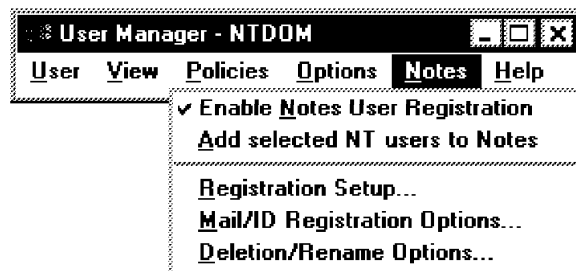 User Manager - NTDOM
User View Policies Options Notes Help
Enable Notes User Registration
Add selected NT users to Notes
Registration Setup...
Mail/ID Registration Options...
Deletion/Rename Options...